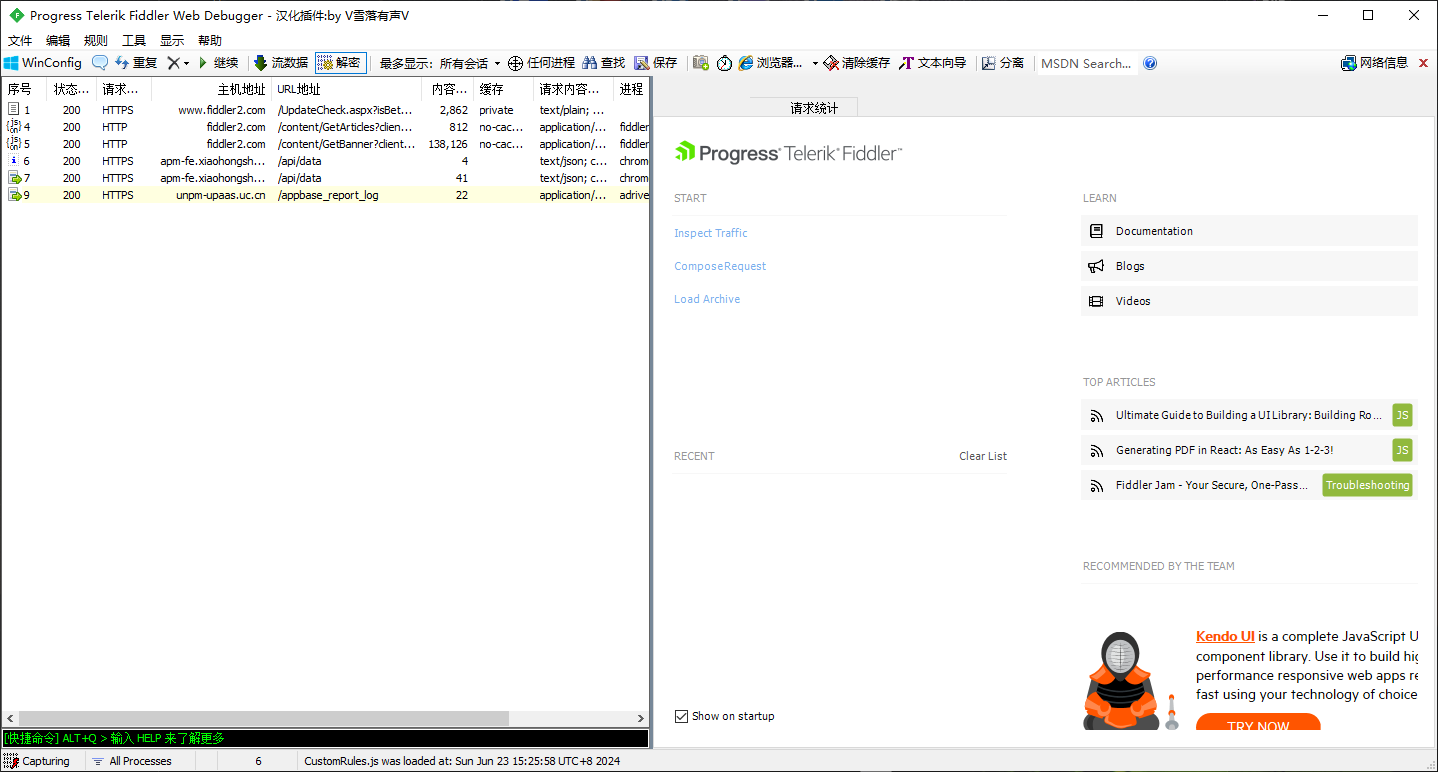 Progress Telerik Fiddler Web Debugger - 汉化插件:by V雪落有声V
文件 编辑 规则 工具 显示 帮助
WinConfig 重复 继续 流数据 解密 最多显示: 所有会话 任何进程 查找 保存 浏览器... 清除缓存 文本向导 分离 MSDN Search... 网络信息
序号 状态... 请求... 主机地址 URL地址 内容... 缓存 请求内容... 进程
1 200 HTTPS www.fiddler2.com /UpdateCheck.aspx?isBet... 2,862 private text/plain; ...
4 200 HTTP fiddler2.com /content/GetArticles?clien... 812 no-cac... application/... fiddler
5 200 HTTP fiddler2.com /content/GetBanner?client... 138,126 no-cac... application/... fiddler
6 200 HTTPS apm-fe.xiaohongsh... /api/data 4 text/json; c... chrom
7 200 HTTPS apm-fe.xiaohongsh... /api/data 41 text/json; c... chrom
9 200 HTTPS unpm-upaas.uc.cn /appbase_report_log 22 application/... adrive
[快捷命令] ALT+Q > 输入 HELP 来了解更多
请求统计
Progress Telerik Fiddler™
START
Inspect Traffic
Compose Request
Load Archive
RECENT Clear List
Show on startup
LEARN
Documentation
Blogs
Videos
TOP ARTICLES
Ultimate Guide to Building a UI Library: Building Ro... JS
Generating PDF in React: As Easy As 1-2-3! JS
Fiddler Jam - Your Secure, One-Pass... Troubleshooting
RECOMMENDED BY THE TEAM
Kendo UI is a complete JavaScript U
component library. Use it to build hig
performance responsive web apps re
fast using your technology of choice
TRY NOW
Capturing All Processes 6 CustomRules.js was loaded at: Sun Jun 23 15:25:58 UTC+8 2024